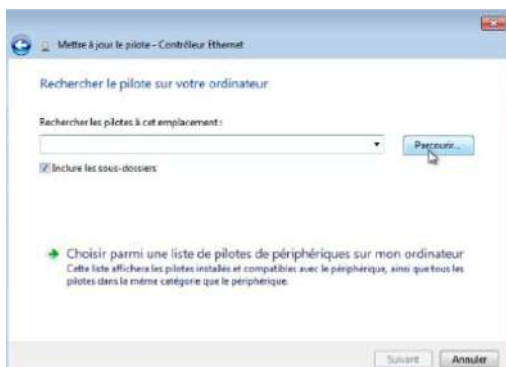 Mettre à jour le pilote - Contrôleur Ethernet
Rechercher le pilote sur votre ordinateur
Rechercher les pilotes à cet emplacement :
Parcourir...
Inclure les sous-dossiers
Choisir parmi une liste de pilotes de périphériques sur mon ordinateur
Cette liste affichera les pilotes installés et compatibles avec le périphérique, ainsi que tous les
pilotes dans la même catégorie que le périphérique.
Suivant Annuler